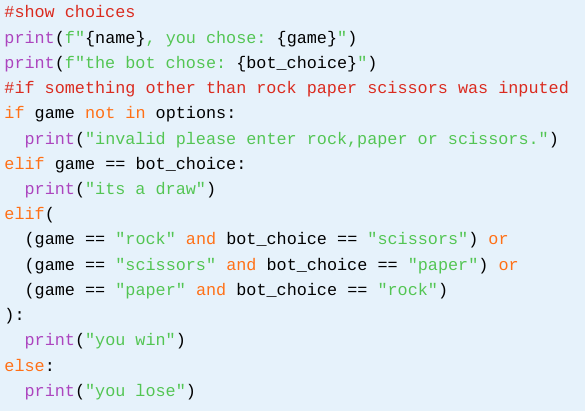 #show choices
print(f"{name}, you chose: {game}")
print(f"the bot chose: {bot_choice}")
#if something other than rock paper scissors was inputed
if game not in options:
  print("invalid please enter rock,paper or scissors.")
elif game == bot_choice:
  print("its a draw")
elif(
  (game == "rock" and bot_choice == "scissors") or
  (game == "scissors" and bot_choice == "paper") or
  (game == "paper" and bot_choice == "rock")
):
  print("you win")
else:
  print("you lose")